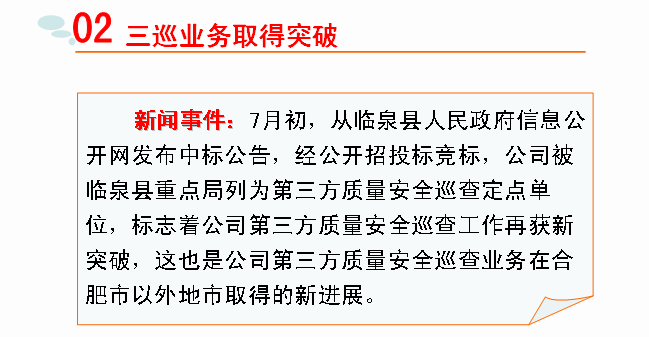 02 三巡业务取得突破
新闻事件：7月初，从临泉县人民政府信息公
开网发布中标公告，经公开招投标竞标，公司被
临泉县重点局列为第三方质量安全巡查定点单
位，标志着公司第三方质量安全巡查工作再获新
突破，这也是公司第三方质量安全巡查业务在合
肥市以外地市取得的新进展。